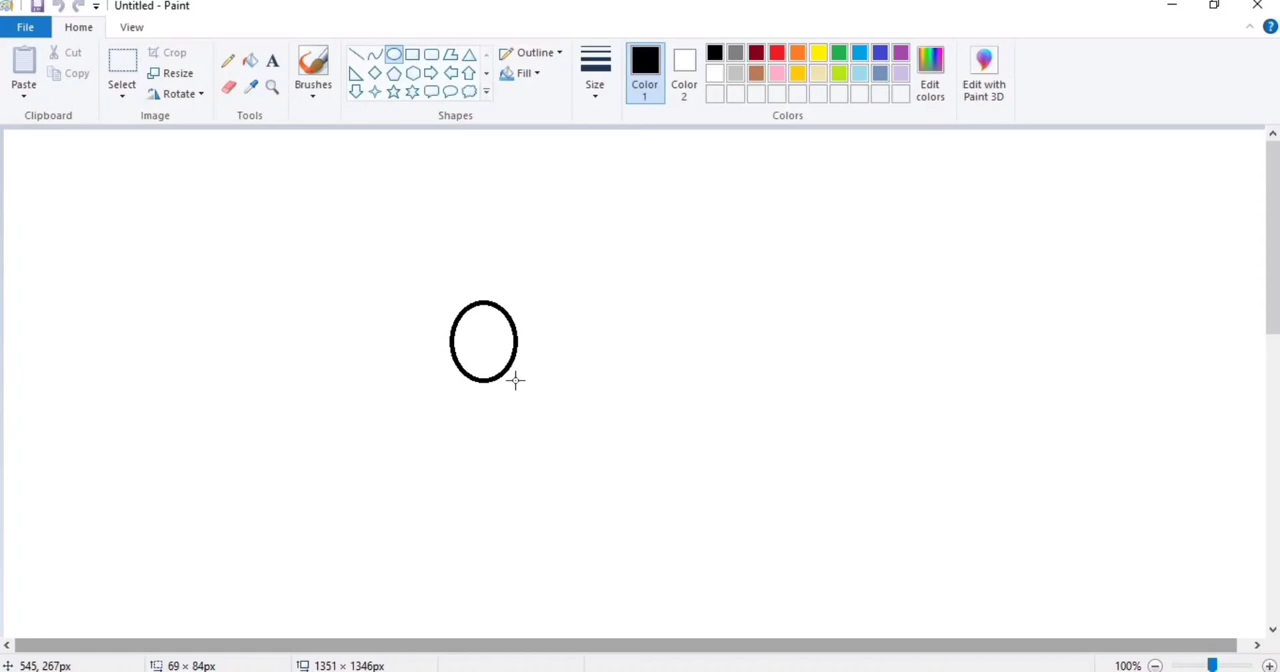 Untitled - Paint
File Home View
Paste
Cut
Copy
Clipboard
Select
Crop
Resize
Rotate
Image
A
Tools
Brushes
Shapes
Outline
Fill
Size
Color 1
Color 2
Edit colors
Colors
Edit with Paint 3D
545, 267px 69 × 84px 1351 × 1346px 100%